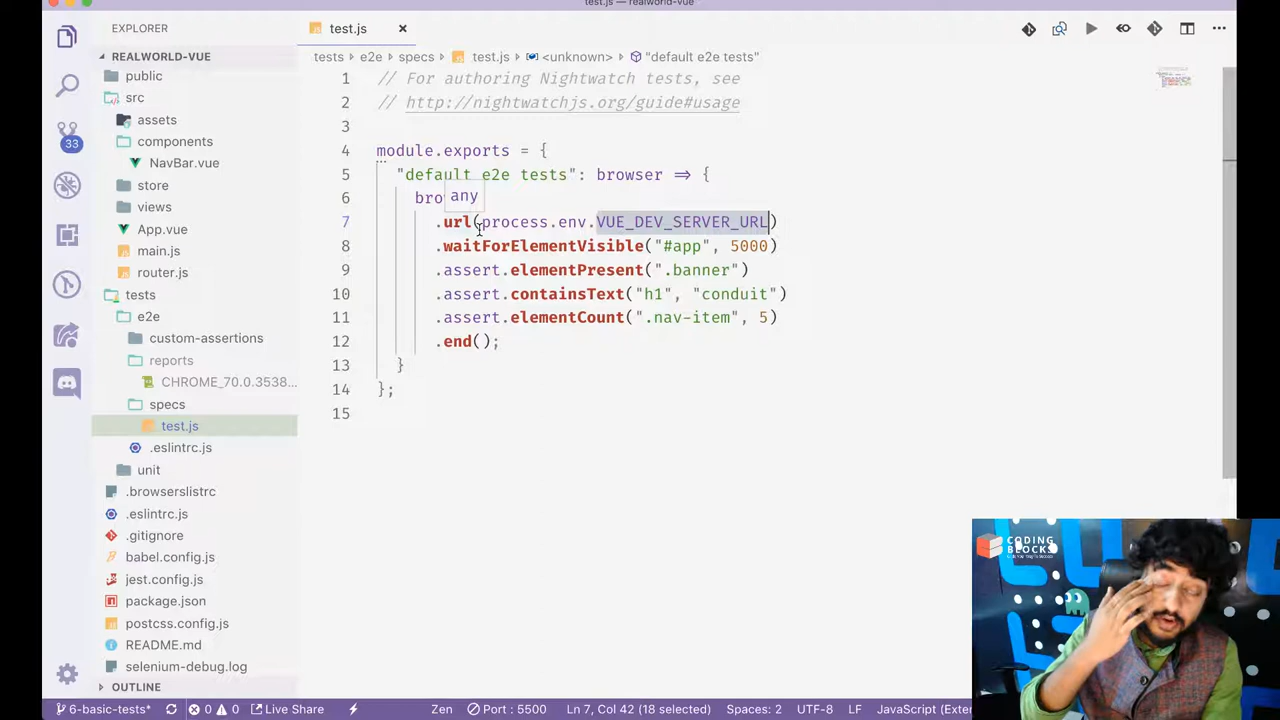 test.js — realworld-vue
EXPLORER
test.js
REALWORLD-VUE
tests
e2e
specs
test.js
<unknown>
"default e2e tests"
public
src
assets
components
NavBar.vue
store
views
App.vue
main.js
router.js
tests
e2e
custom-assertions
reports
CHROME_70.0.3538...
specs
test.js
.eslintrc.js
unit
.browserslistrc
.eslintrc.js
.gitignore
babel.config.js
jest.config.js
package.json
postcss.config.js
README.md
selenium-debug.log
OUTLINE
33
1 // For authoring Nightwatch tests, see
2 // http://nightwatchjs.org/guide#usage
3
4 module.exports = {
5 "default e2e tests": browser => {
6 bro
any
7 .url(process.env.VUE_DEV_SERVER_URL)
8 .waitForElementVisible("#app", 5000)
9 .assert.elementPresent(".banner")
10 .assert.containsText("h1", "conduit")
11 .assert.elementCount(".nav-item", 5)
12 .end();
13 }
14 };
15
CODING
BLOCKS
6-basic-tests* 0 0 Live Share Zen Port : 5500 Ln 7, Col 42 (18 selected) Spaces: 2 UTF-8 LF JavaScript (Exter